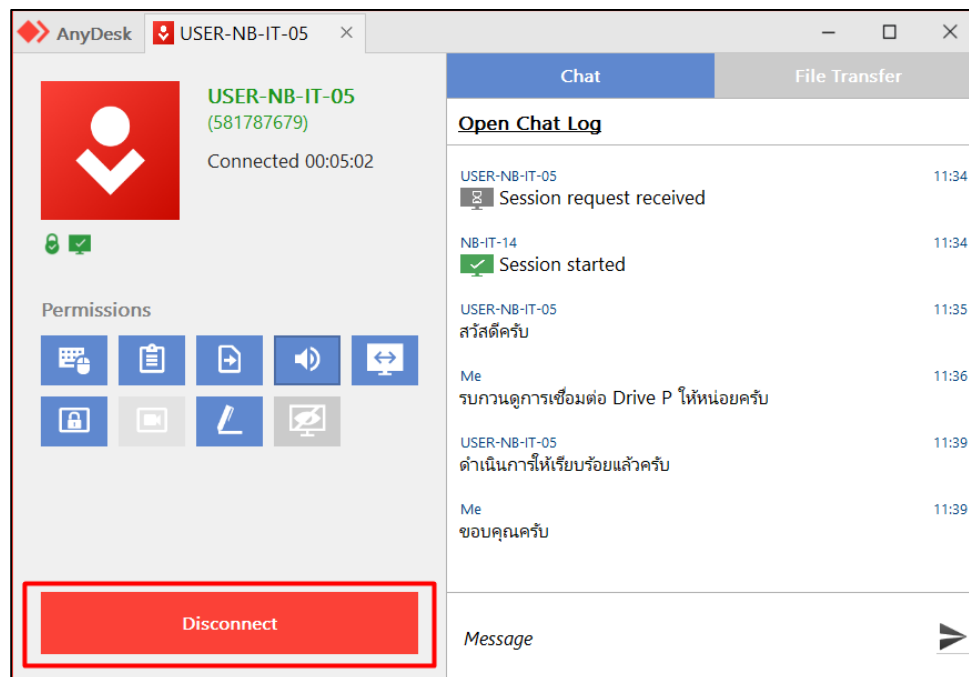 AnyDesk
USER-NB-IT-05
USER-NB-IT-05
(581787679)
Connected 00:05:02
Permissions
Disconnect
Chat
File Transfer
Open Chat Log
USER-NB-IT-05 11:34
Session request received
NB-IT-14 11:34
Session started
USER-NB-IT-05 11:35
สวัสดีครับ
Me 11:36
รบกวนดูการเชื่อมต่อ Drive P ให้หน่อยครับ
USER-NB-IT-05 11:39
ดำเนินการให้เรียบร้อยแล้วครับ
Me 11:39
ขอบคุณครับ
Message